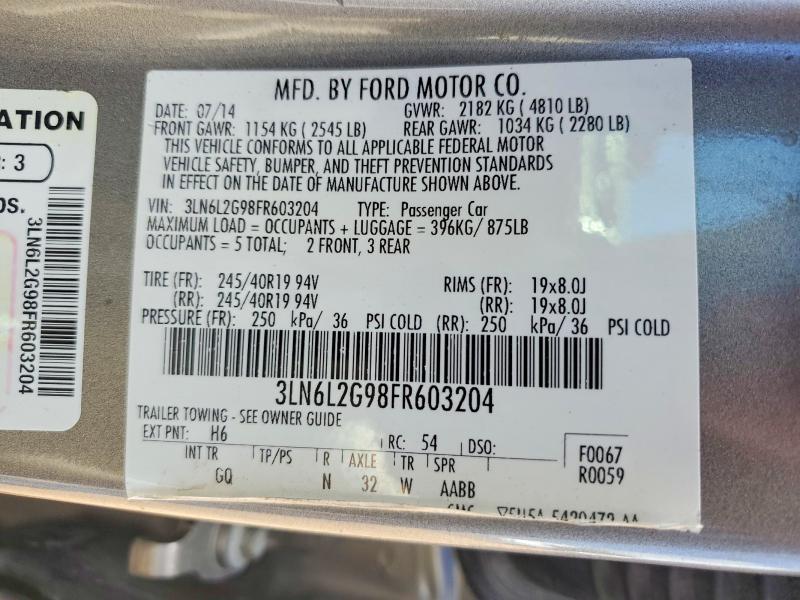 ATION
: 3
3LN6L2G98FR603204
MFD. BY FORD MOTOR CO.
DATE: 07/14 GVWR: 2182 KG ( 4810 LB)
FRONT GAWR: 1154 KG ( 2545 LB) REAR GAWR: 1034 KG ( 2280 LB)
THIS VEHICLE CONFORMS TO ALL APPLICABLE FEDERAL MOTOR
VEHICLE SAFETY, BUMPER, AND THEFT PREVENTION STANDARDS
IN EFFECT ON THE DATE OF MANUFACTURE SHOWN ABOVE.
VIN: 3LN6L2G98FR603204 TYPE: Passenger Car
MAXIMUM LOAD = OCCUPANTS + LUGGAGE = 396KG/ 875LB
OCCUPANTS = 5 TOTAL; 2 FRONT, 3 REAR
TIRE (FR): 245/40R19 94V RIMS (FR): 19x8.0J
(RR): 245/40R19 94V (RR): 19x8.0J
PRESSURE (FR): 250 kPa/ 36 PSI COLD (RR): 250 kPa/ 36 PSI COLD
3LN6L2G98FR603204
TRAILER TOWING - SEE OWNER GUIDE
EXT PNT: H6 RC: 54 DSO: F0067
INT TR TP/PS R AXLE TR SPR R0059
GQ N 32 W AABB